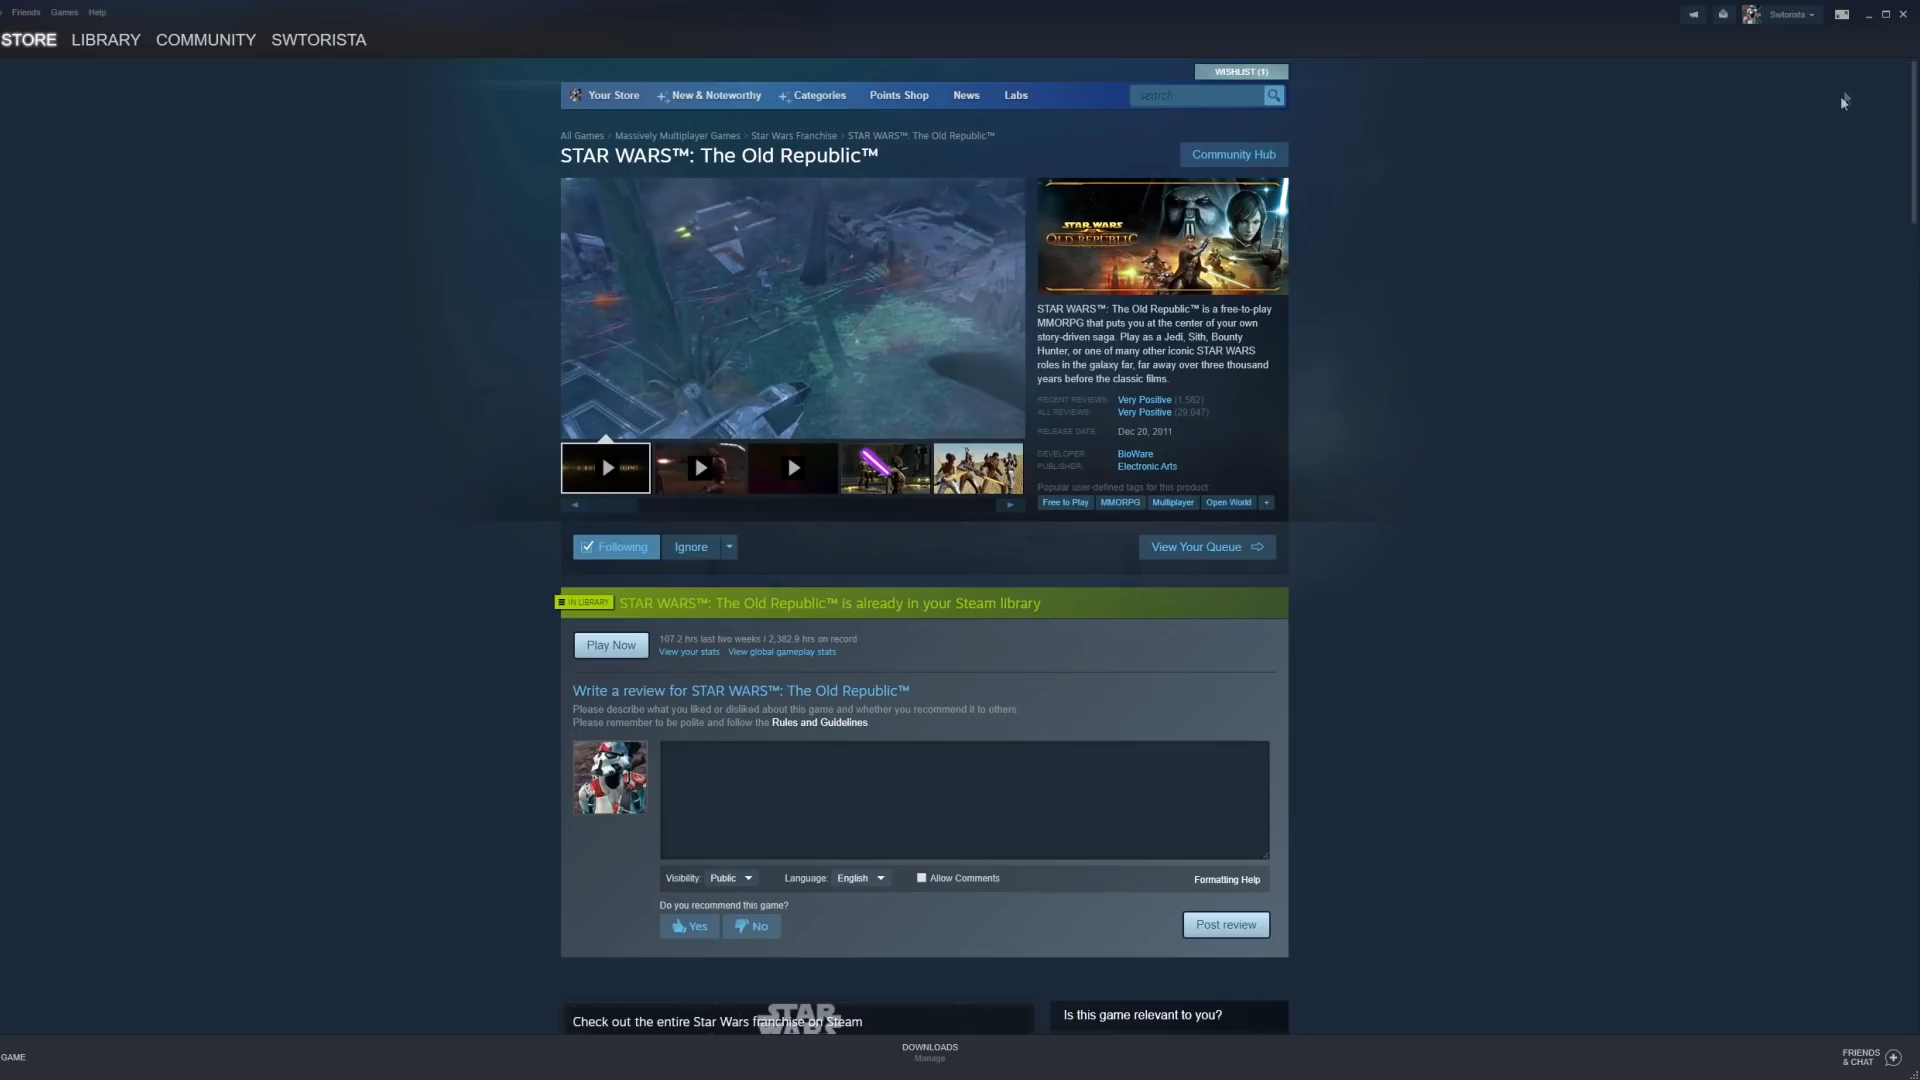 Friends Games Help
Swtorista
STORE LIBRARY COMMUNITY SWTORISTA
WISHLIST (1)
Your Store New & Noteworthy Categories Points Shop News Labs search
All Games > Massively Multiplayer Games > Star Wars Franchise > STAR WARS™: The Old Republic™
STAR WARS™: The Old Republic™
Community Hub
STAR WARS
OLD REPUBLIC
STAR WARS™: The Old Republic™ is a free-to-play
MMORPG that puts you at the center of your own
story-driven saga. Play as a Jedi, Sith, Bounty
Hunter, or one of many other iconic STAR WARS
roles in the galaxy far, far away over three thousand
years before the classic films.
RECENT REVIEWS: Very Positive (1,582)
ALL REVIEWS: Very Positive (29,047)
RELEASE DATE: Dec 20, 2011
DEVELOPER: BioWare
PUBLISHER: Electronic Arts
Popular user-defined tags for this product:
Free to Play MMORPG Multiplayer Open World +
Following Ignore View Your Queue
IN LIBRARY STAR WARS™: The Old Republic™ is already in your Steam library
Play Now
107.2 hrs last two weeks / 2,382.9 hrs on record
View your stats View global gameplay stats
Write a review for STAR WARS™: The Old Republic™
Please describe what you liked or disliked about this game and whether you recommend it to others.
Please remember to be polite and follow the Rules and Guidelines.
Visibility: Public Language: English Allow Comments Formatting Help
Do you recommend this game?
Yes No Post review
STAR
WARS
Check out the entire Star Wars franchise on Steam
Is this game relevant to you?
GAME
DOWNLOADS
Manage
FRIENDS
& CHAT